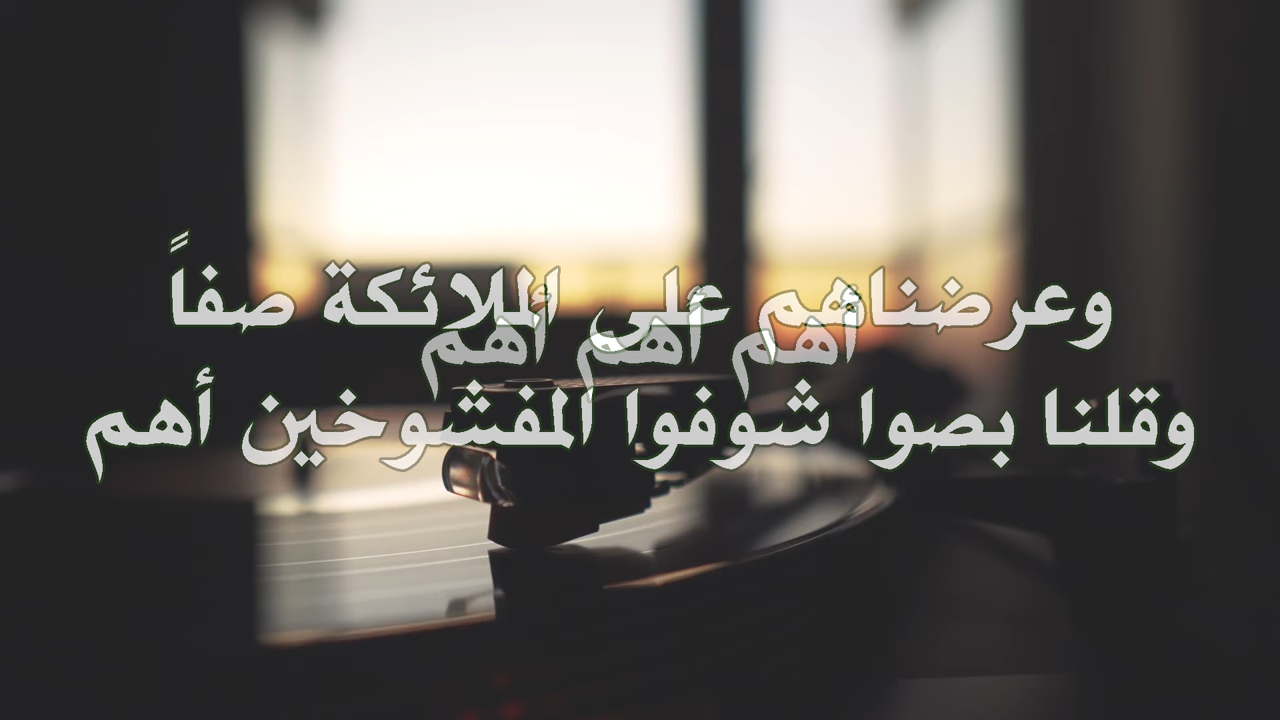 وعرضناهم على الملائكة صفاً
أهم أهم أهم
وقلنا بصوا شوفوا المفشوخين أهم